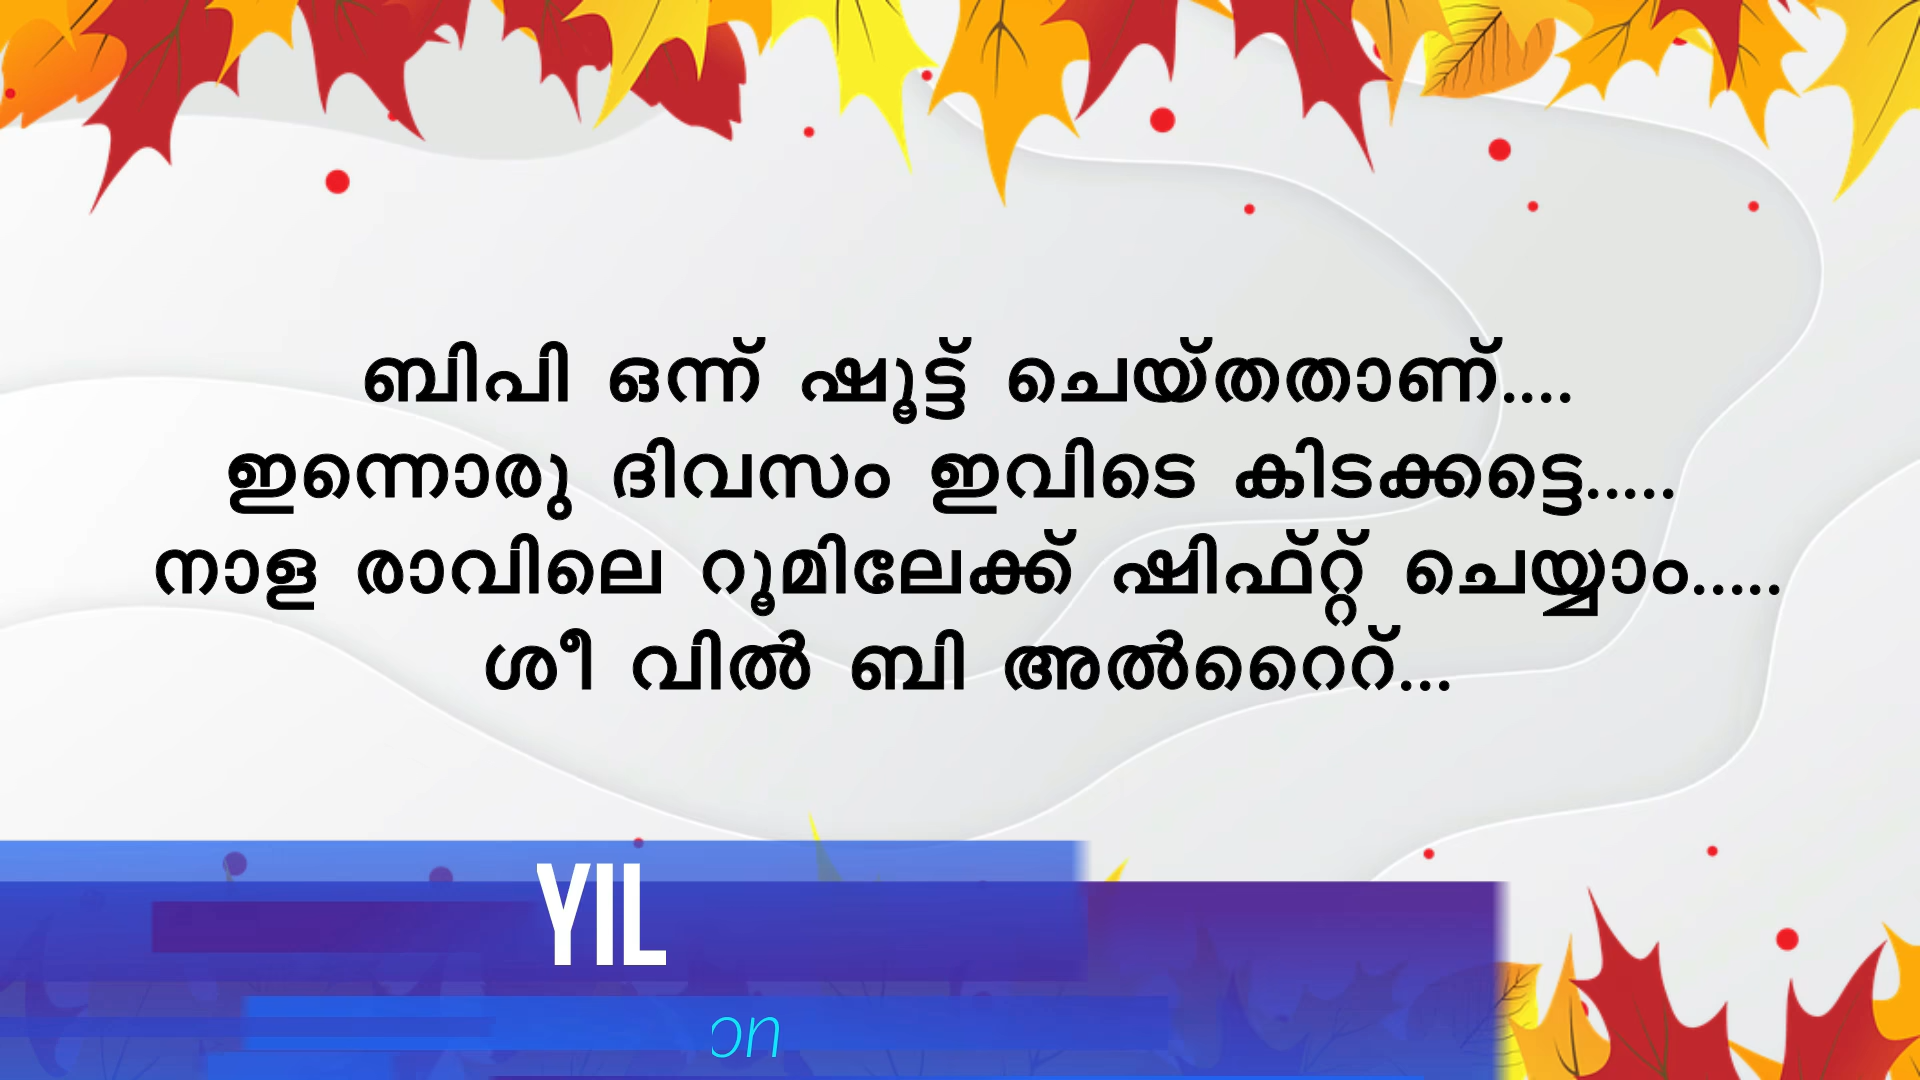 ബിപി ഒന്ന് ഷൂട്ട് ചെയ്തതാണ്....
ഇന്നൊരു ദിവസം ഇവിടെ കിടക്കട്ടെ.....
നാള രാവിലെ റൂമിലേക്ക് ഷിഫ്റ്റ് ചെയ്യാം.....
ശീ വിൽ ബി അൽറൈറ്...
YIL
on